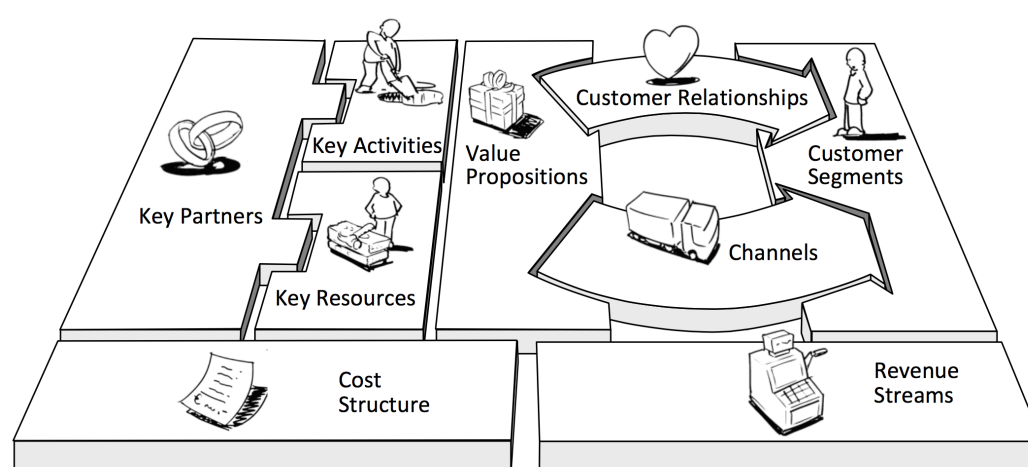 Key Partners
Key Activities
Key Resources
Value
Propositions
Customer Relationships
Channels
Customer
Segments
Cost
Structure
Revenue
Streams